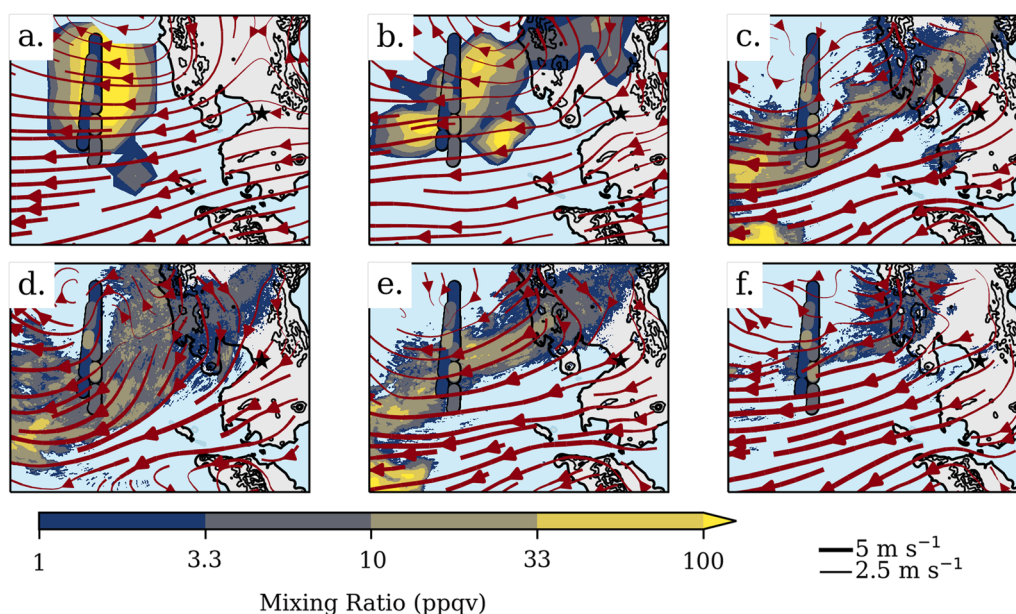 a. b. c.
d. e. f.
1 3.3 10 33 100
Mixing Ratio (ppqv)
5 m s⁻¹
2.5 m s⁻¹